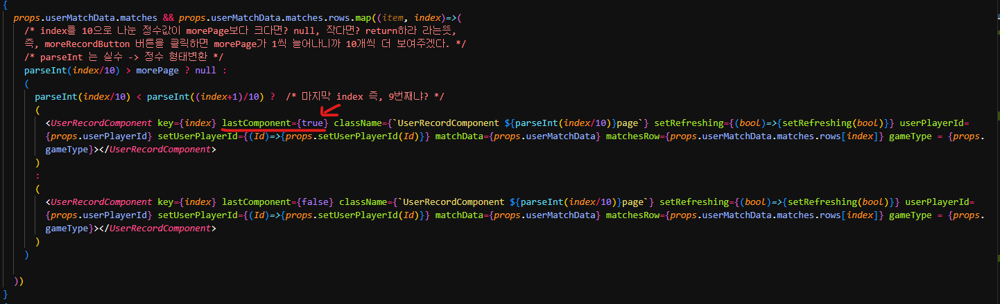 {
props.userMatchData.matches && props.userMatchData.matches.rows.map((item, index)=>(
/* index를 10으로 나눈 정수값이 morePage보다 크다면? null, 작다면? return하라 라는뜻,
즉, moreRecordButton 버튼을 클릭하면 morePage가 1씩 늘어나니까 10개씩 더 보여주겠다. */
/* parseInt 는 실수 -> 정수 형태변환 */
parseInt(index/10) > morePage ? null :
(
parseInt(index/10) < parseInt((index+1)/10) ?  /* 마지막 index 즉, 9번째냐? */
(
<UserRecordComponent key={index} lastComponent={true} className={`UserRecordComponent ${parseInt(index/10)}page`} setRefreshing={(bool)=>{setRefreshing(bool)}} userPlayerId=
{props.userPlayerId} setUserPlayerId={(Id)=>{props.setUserPlayerId(Id)}} matchData={props.userMatchData} matchesRow={props.userMatchData.matches.rows[index]} gameType = {props.
gameType}></UserRecordComponent>
)
:
(
<UserRecordComponent key={index} lastComponent={false} className={`UserRecordComponent ${parseInt(index/10)}page`} setRefreshing={(bool)=>{setRefreshing(bool)}} userPlayerId=
{props.userPlayerId} setUserPlayerId={(Id)=>{props.setUserPlayerId(Id)}} matchData={props.userMatchData} matchesRow={props.userMatchData.matches.rows[index]} gameType = {props.
gameType}></UserRecordComponent>
)
)
))
}